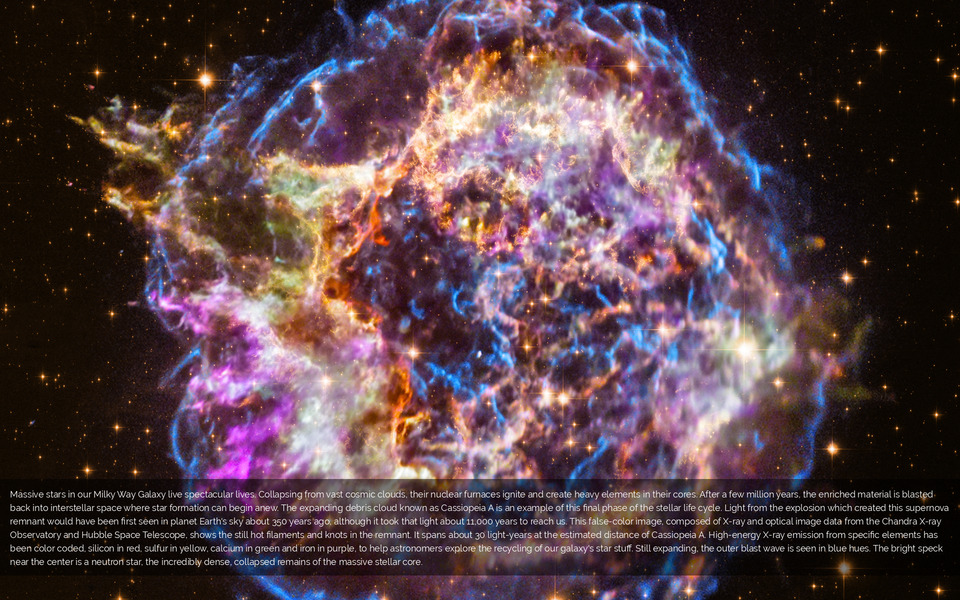 Massive stars in our Milky Way Galaxy live spectacular lives. Collapsing from vast cosmic clouds, their nuclear furnaces ignite and create heavy elements in their cores. After a few million years, the enriched material is blasted
back into interstellar space where star formation can begin anew. The expanding debris cloud known as Cassiopeia A is an example of this final phase of the stellar life cycle. Light from the explosion which created this supernova
remnant would have been first seen in planet Earth's sky about 350 years ago, although it took that light about 11,000 years to reach us. This false-color image, composed of X-ray and optical image data from the Chandra X-ray
Observatory and Hubble Space Telescope, shows the still hot filaments and knots in the remnant. It spans about 30 light-years at the estimated distance of Cassiopeia A. High-energy X-ray emission from specific elements has
been color coded, silicon in red, sulfur in yellow, calcium in green and iron in purple, to help astronomers explore the recycling of our galaxy's star stuff. Still expanding, the outer blast wave is seen in blue hues. The bright speck
near the center is a neutron star, the incredibly dense, collapsed remains of the massive stellar core.